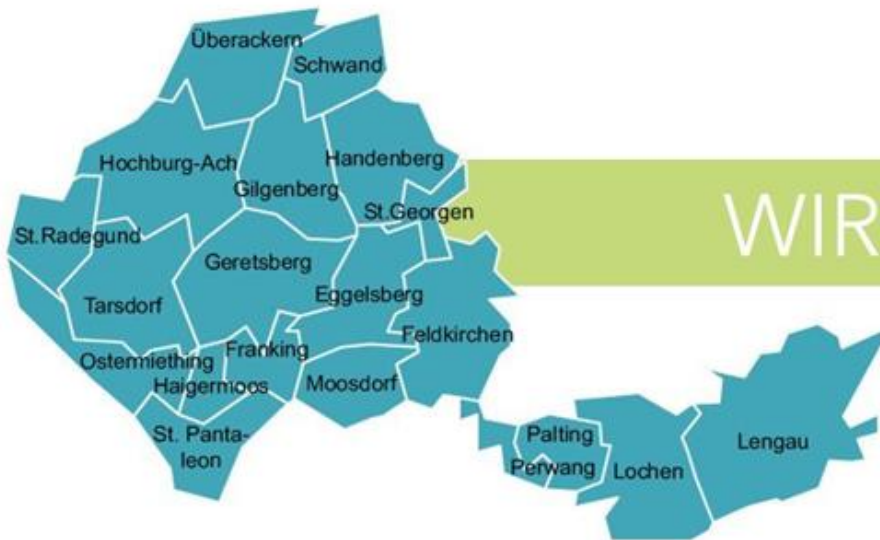 Überackern
Schwand
Hochburg-Ach
Handenberg
Gilgenberg
St.Georgen
St.Radegund
Geretsberg
Eggelsberg
Tarsdorf
Feldkirchen
Franking
Ostermiething
Haigermoos
Moosdorf
St. Panta-
leon
Palting
Perwang
Lochen
Lengau
WIR